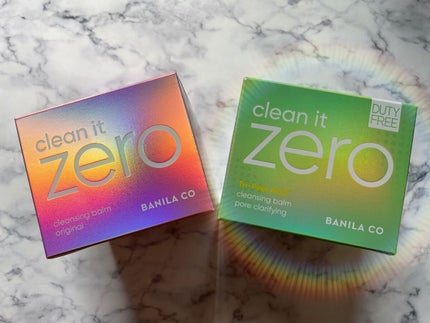 clean it
zero
cleansing balm
original
BANILA CO
DUTY
FREE
clean it
zero
cleansing balm
pore clarifying
BANILA CO